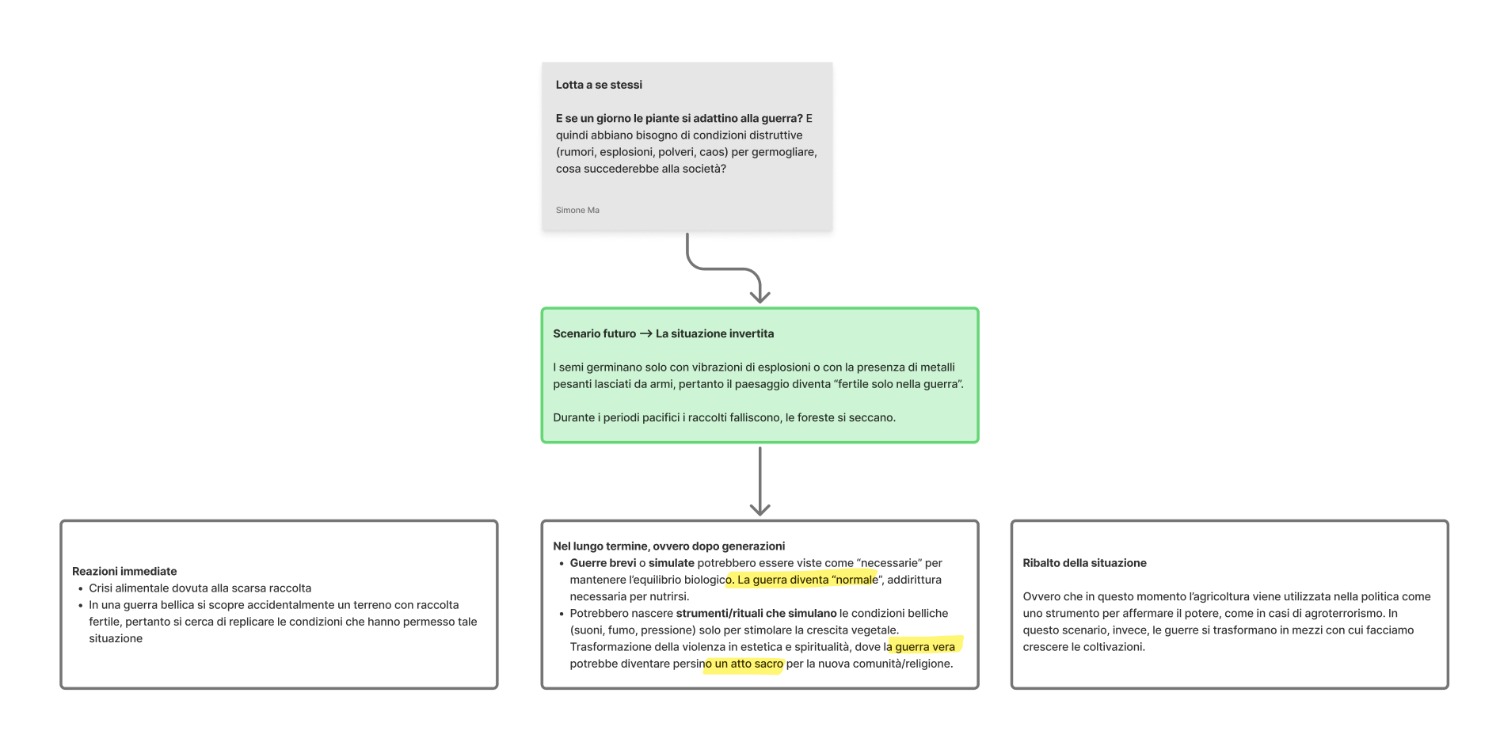 Lotta a se stessi
E se un giorno le piante si adattino alla guerra? E
quindi abbiano bisogno di condizioni distruttive
(rumori, esplosioni, polveri, caos) per germogliare,
cosa succederebbe alla società?
Simone Ma
Scenario futuro → La situazione invertita
I semi germinano solo con vibrazioni di esplosioni o con la presenza di metalli
pesanti lasciati da armi, pertanto il paesaggio diventa “fertile solo nella guerra”.
Durante i periodi pacifici i raccolti falliscono, le foreste si seccano.
Reazioni immediate
• Crisi alimentale dovuta alla scarsa raccolta
• In una guerra bellica si scopre accidentalmente un terreno con raccolta
fertile, pertanto si cerca di replicare le condizioni che hanno permesso tale
situazione
Nel lungo termine, ovvero dopo generazioni
• Guerre brevi o simulate potrebbero essere viste come “necessarie” per
mantenere l’equilibrio biologico. La guerra diventa “normale”, addirittura
necessaria per nutrirsi.
• Potrebbero nascere strumenti/rituali che simulano le condizioni belliche
(suoni, fumo, pressione) solo per stimolare la crescita vegetale.
Trasformazione della violenza in estetica e spiritualità, dove la guerra vera
potrebbe diventare persino un atto sacro per la nuova comunità/religione.
Ribalto della situazione
Ovvero che in questo momento l’agricoltura viene utilizzata nella politica come
uno strumento per affermare il potere, come in casi di agroterrorismo. In
questo scenario, invece, le guerre si trasformano in mezzi con cui facciamo
crescere le coltivazioni.